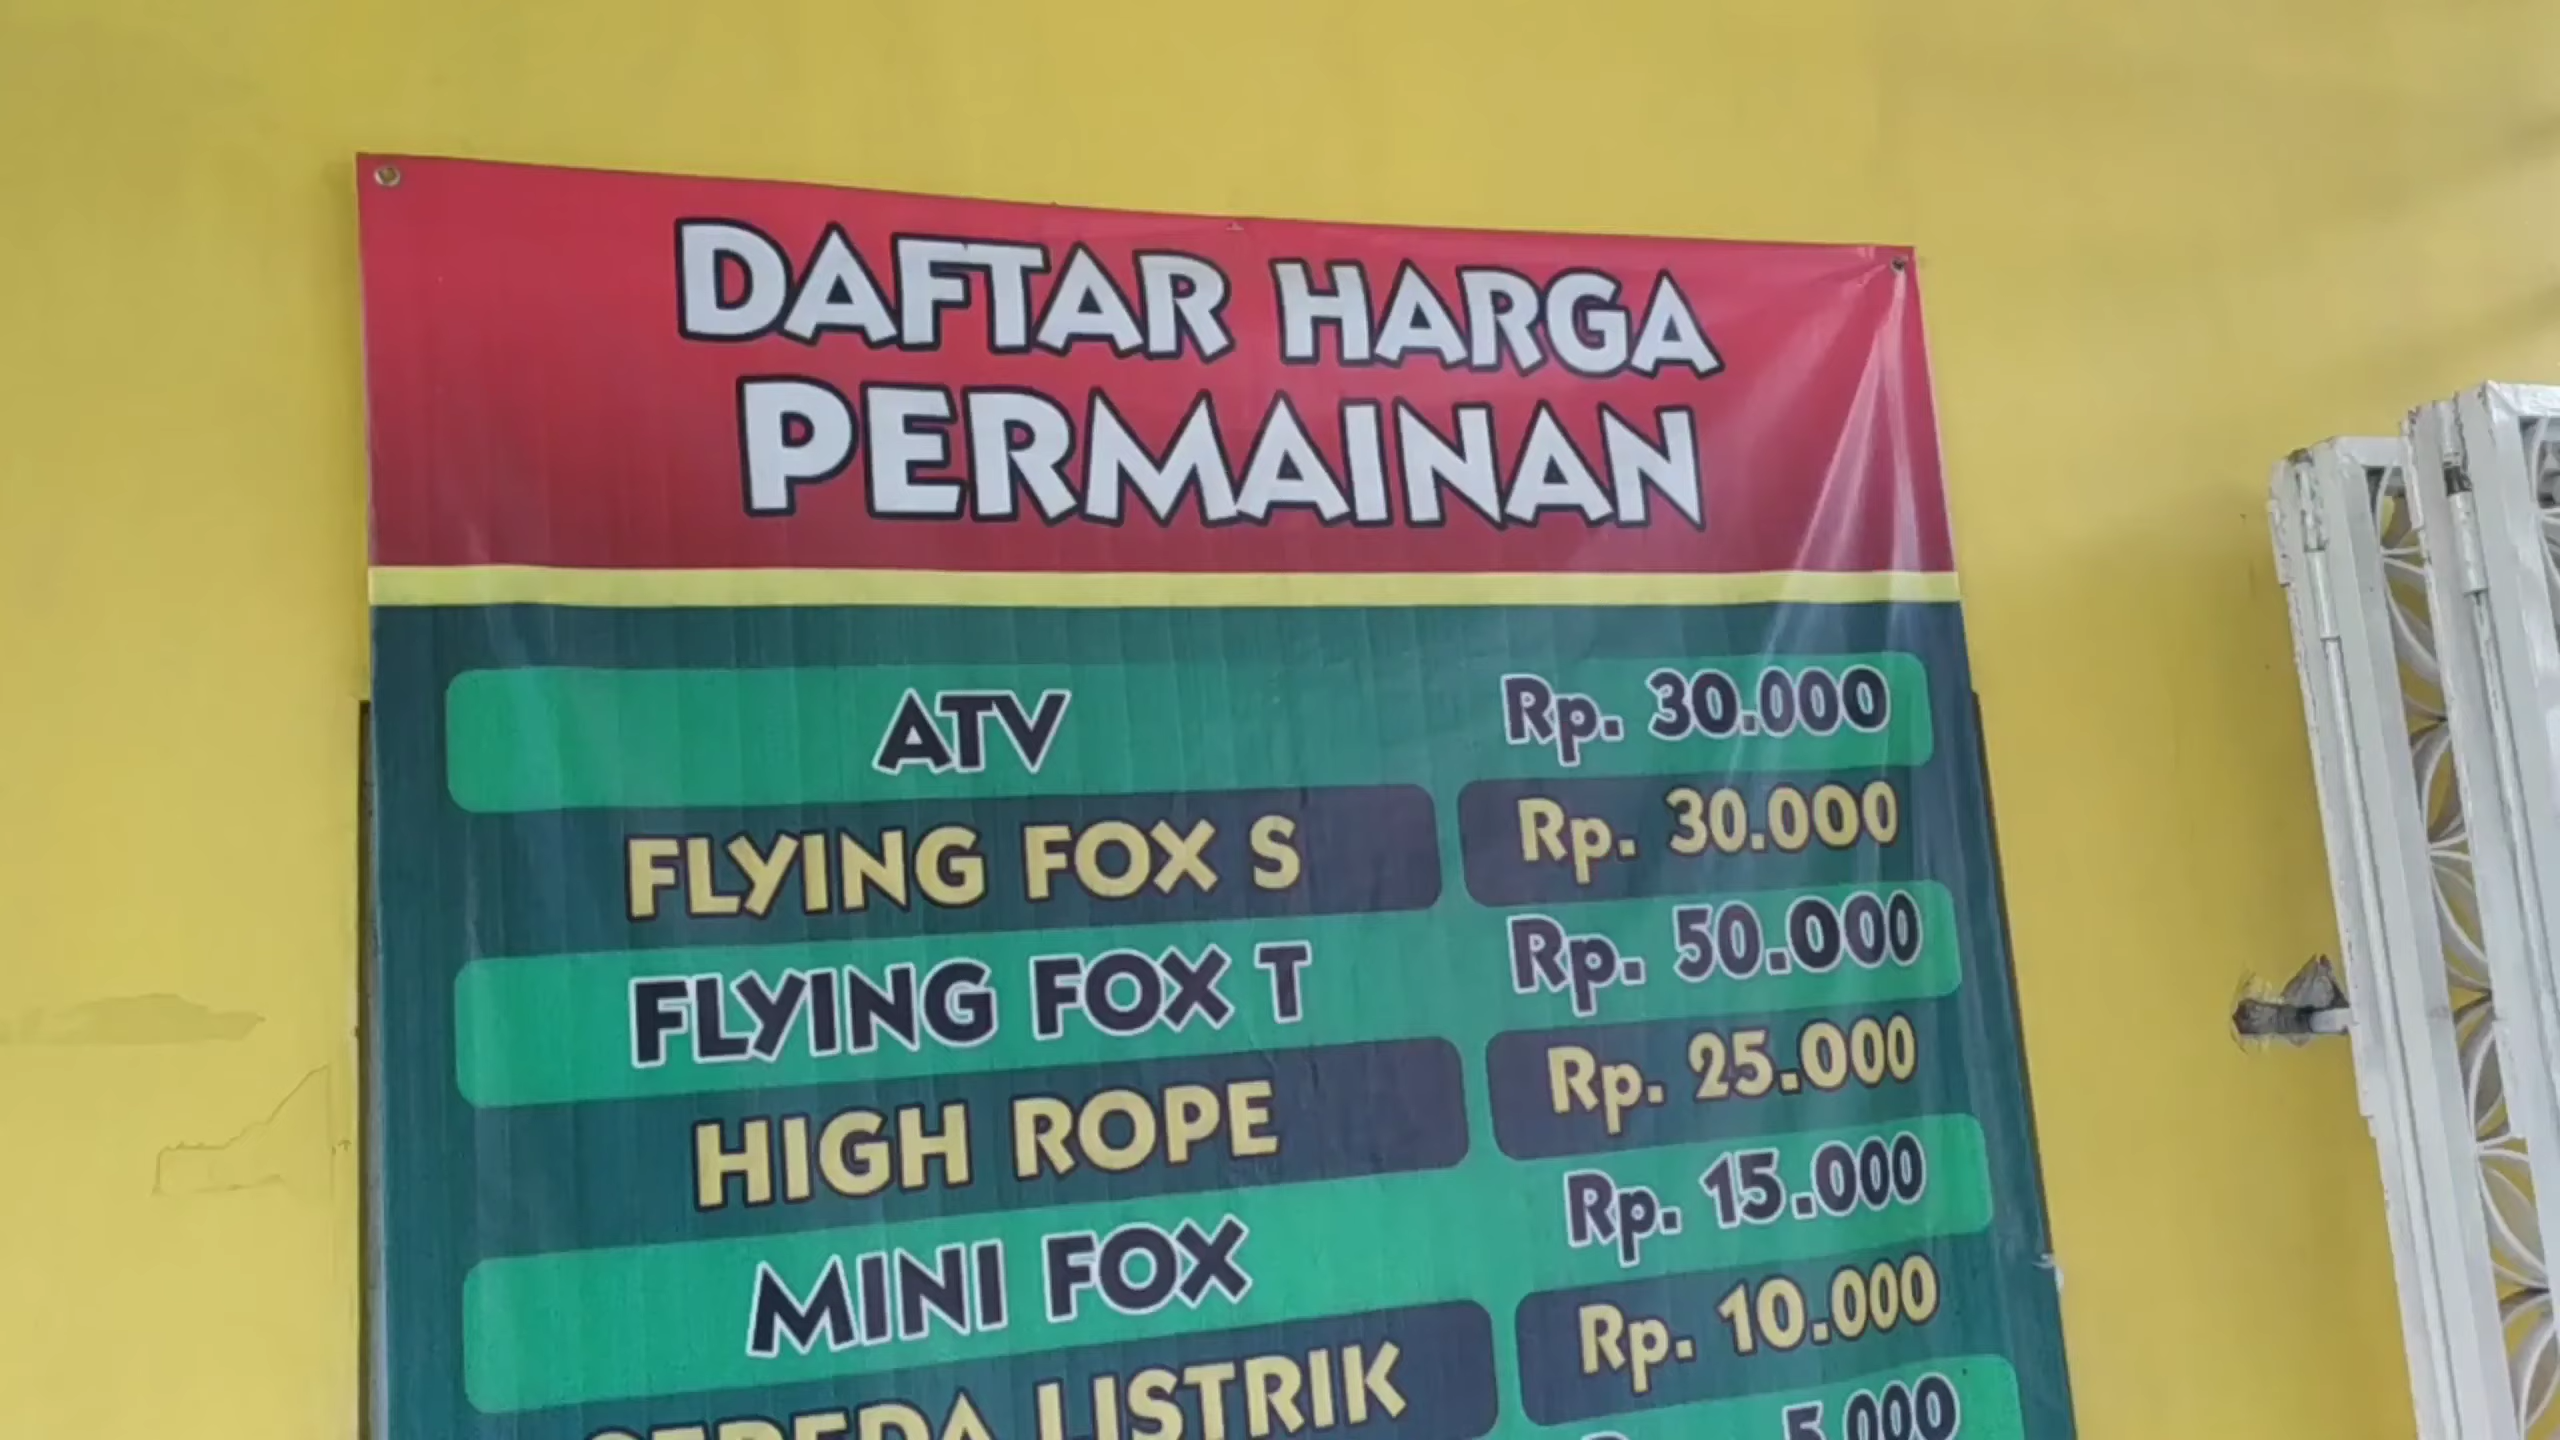 DAFTAR HARGA
PERMAINAN
ATV Rp. 30.000
FLYING FOX S Rp. 30.000
FLYING FOX T Rp. 50.000
HIGH ROPE Rp. 25.000
MINI FOX Rp. 15.000
SEPEDA LISTRIK Rp. 10.000
Rp. 5.000